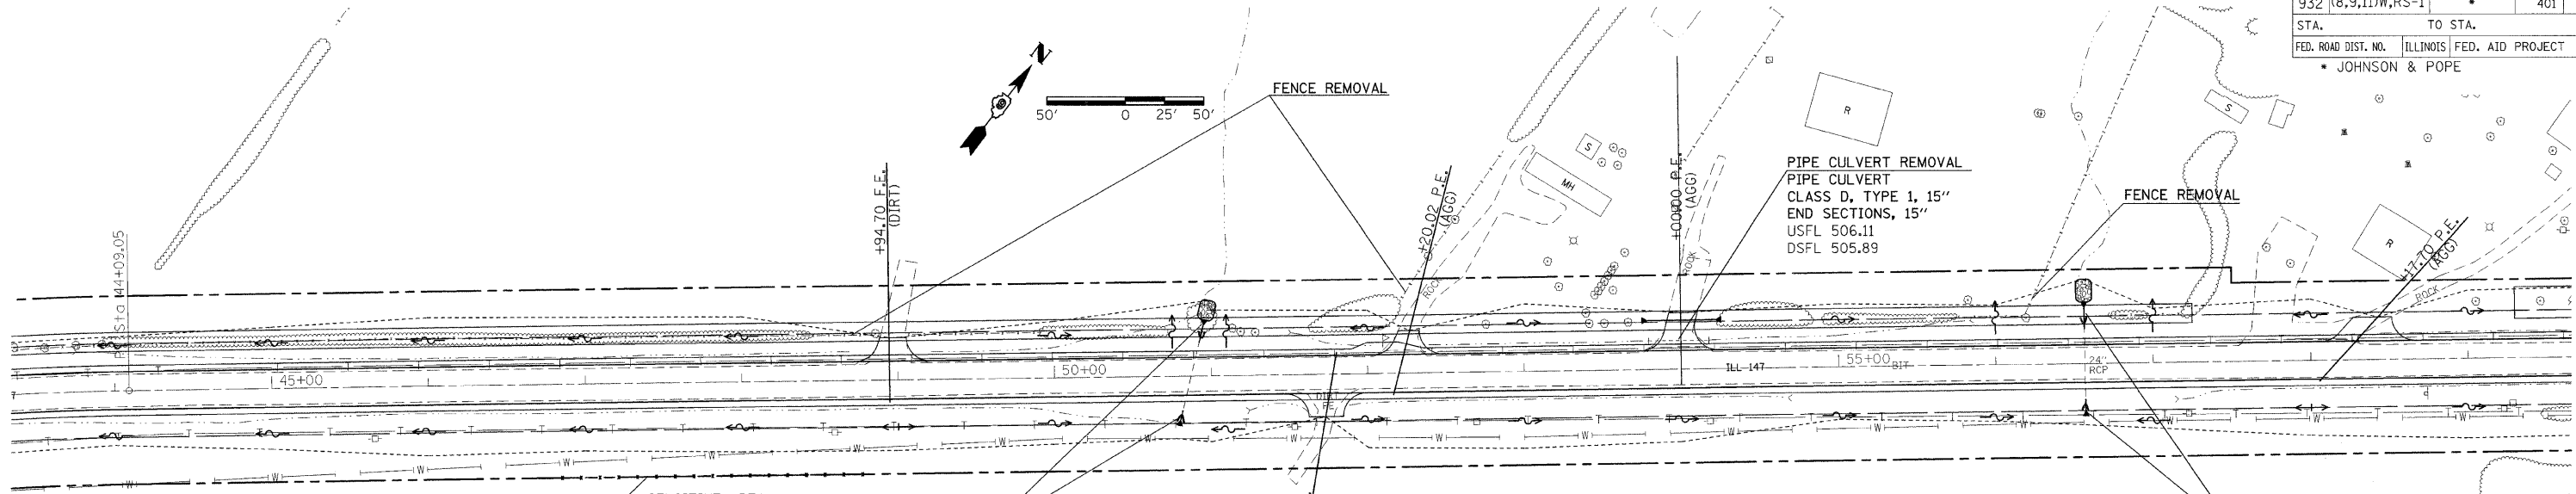 932 (8,9,11)W,RS-1 * 401
STA. TO STA.
FED. ROAD DIST. NO. ILLINOIS FED. AID PROJECT
* JOHNSON & POPE
N
50' 0 25' 50'
FENCE REMOVAL
+94.70 F.E.
(DIRT)
+20.02 P.E.
(AGG)
P.E.
(AGG)
ROCK
ROCK
S
MH
R
PIPE CULVERT REMOVAL
PIPE CULVERT
CLASS D, TYPE 1, 15"
END SECTIONS, 15"
USFL 506.11
DSFL 505.89
S
FENCE REMOVAL
R
+17.70 P.E.
(AGG)
ROCK
Sta 44+09.05
45+00
50+00
ILL-147
55+00
BIT
24"
RCP
W W W W W W W W W W W W W W W